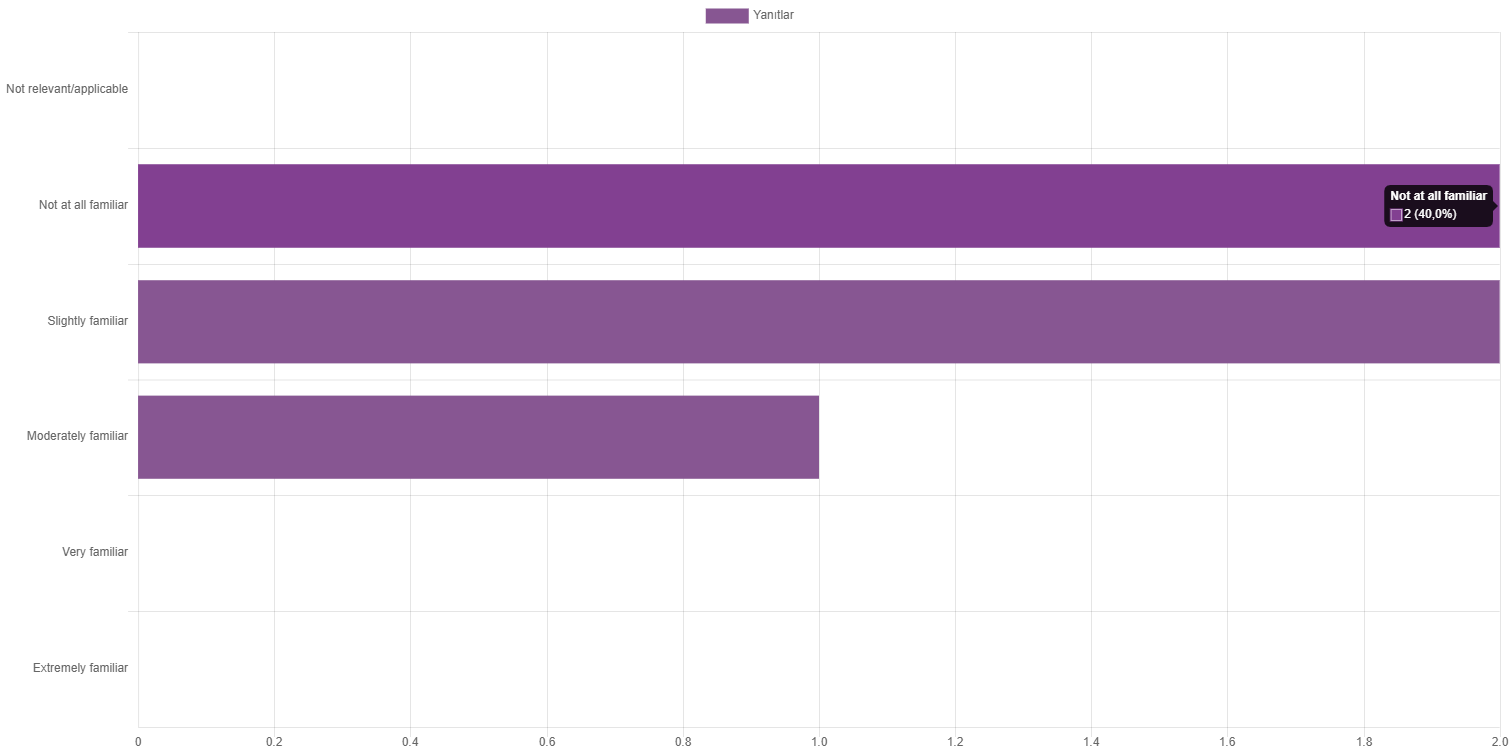 Yanıtlar
Not relevant/applicable
Not at all familiar
Not at all familiar
2 (40,0%)
Slightly familiar
Moderately familiar
Very familiar
Extremely familiar
0 0.2 0.4 0.6 0.8 1.0 1.2 1.4 1.6 1.8 2.0